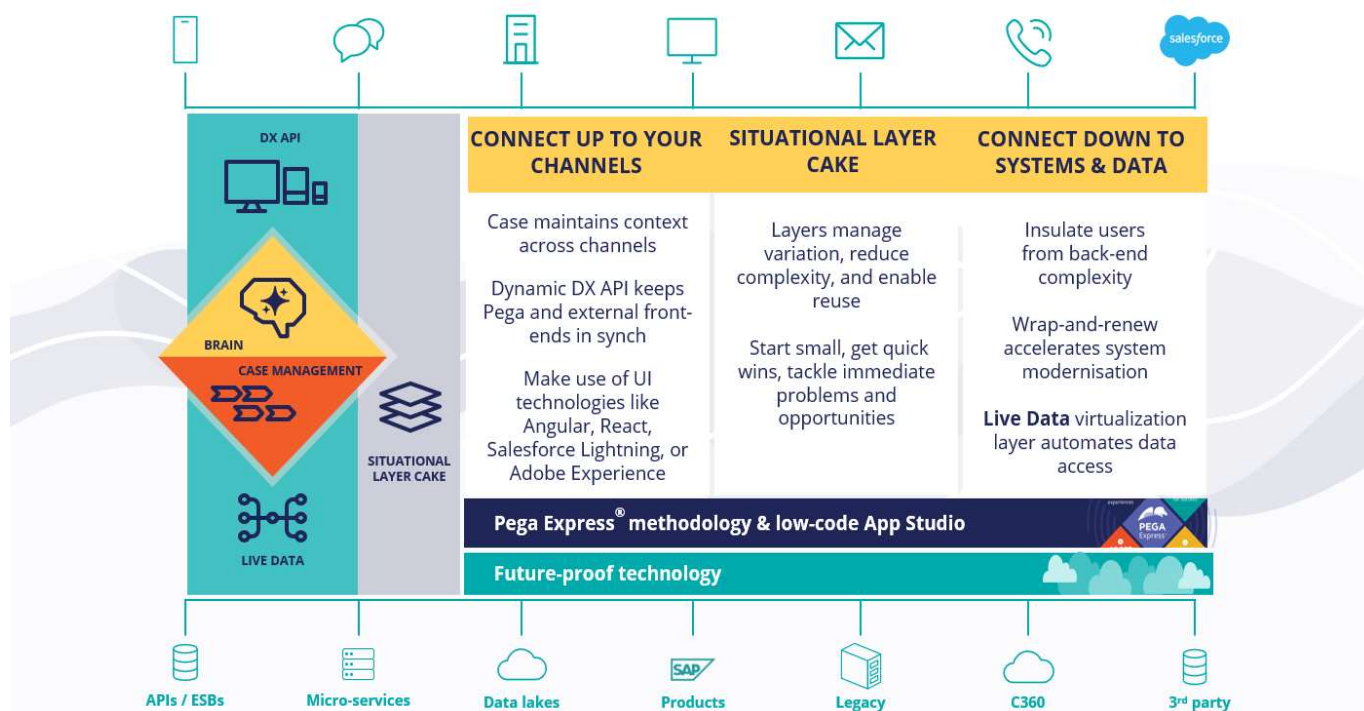 salesforce
DX API
BRAIN
CASE MANAGEMENT
SITUATIONAL
LAYER CAKE
LIVE DATA
CONNECT UP TO YOUR
CHANNELS
Case maintains context
across channels
Dynamic DX API keeps
Pega and external front-
ends in synch
Make use of UI
technologies like
Angular, React,
Salesforce Lightning, or
Adobe Experience
SITUATIONAL LAYER
CAKE
Layers manage
variation, reduce
complexity, and enable
reuse
Start small, get quick
wins, tackle immediate
problems and
opportunities
CONNECT DOWN TO
SYSTEMS & DATA
Insulate users
from back-end
complexity
Wrap-and-renew
accelerates system
modernisation
Live Data virtualization
layer automates data
access
Pega Express® methodology & low-code App Studio
experiences
PEGA
Express
Future-proof technology
APIs / ESBs
Micro-services
Data lakes
SAP
Products
Legacy
C360
3rd party